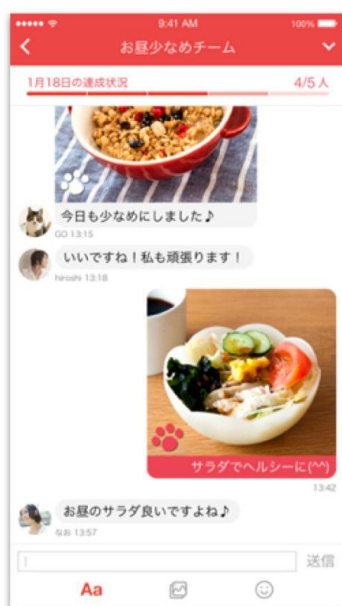 9:41 AM
100%
お昼少なめチーム
1月18日の達成状況
4/5人
今日も少なめにしました♪
GO 13:15
いいですね！私も頑張ります！
hiroshi 13:18
サラダでヘルシーに(^^)
13:42
お昼のサラダ良いですよね♪
なお 13:57
送信
Aa